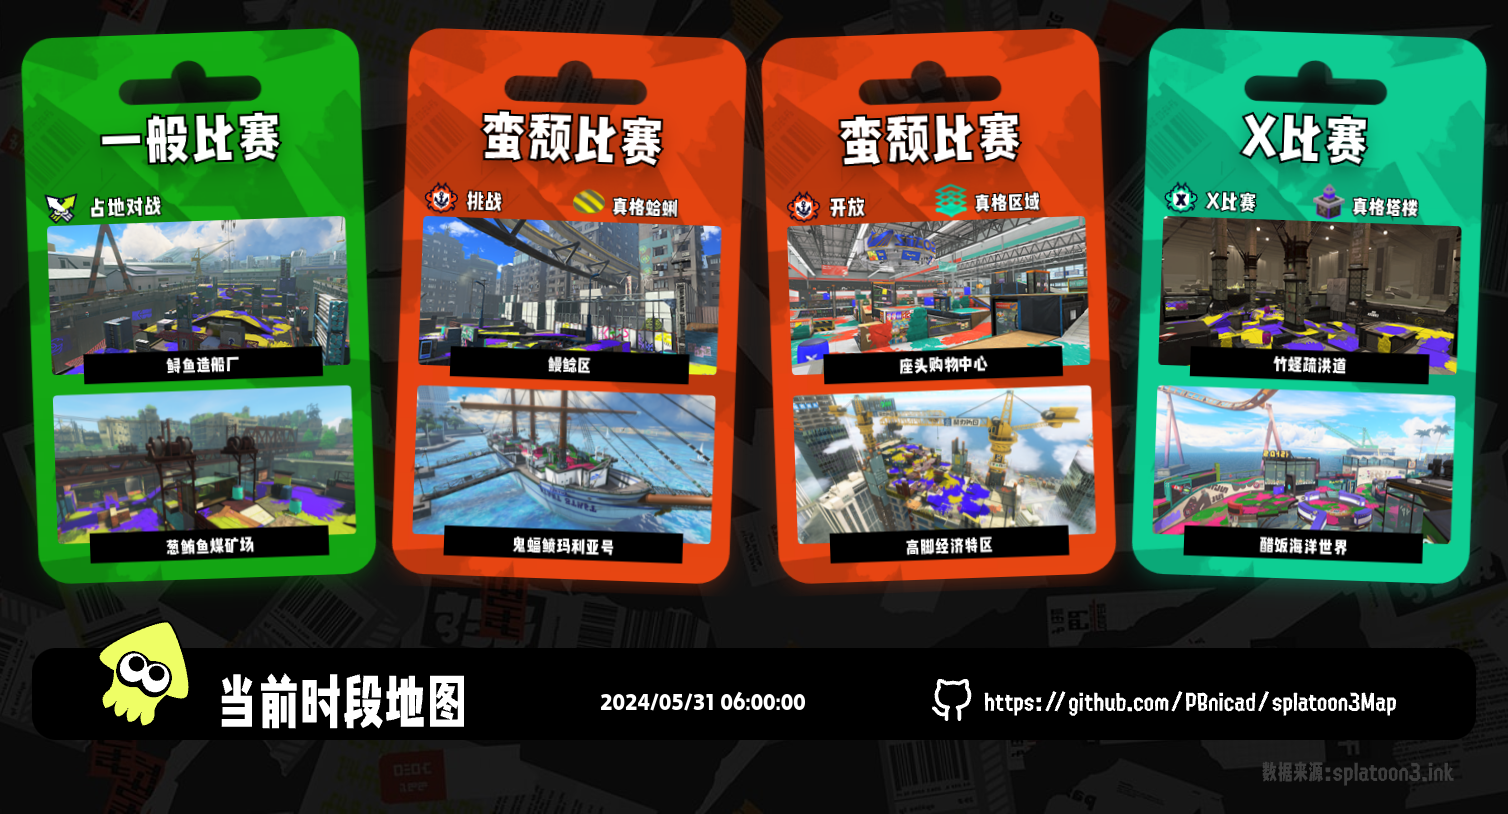 一般比赛
占地对战
鲟鱼造船厂
葱鲔鱼煤矿场
蛮颓比赛
挑战
真格蛤蜊
鳗鲶区
鬼蝠鲼玛利亚号
蛮颓比赛
开放
真格区域
座头购物中心
高脚经济特区
X比赛
X比赛
真格塔楼
竹蛏疏洪道
醋饭海洋世界
当前时段地图
2024/05/31 06:00:00
https://github.com/PBnicad/splatoon3Map
数据来源:splatoon3.ink